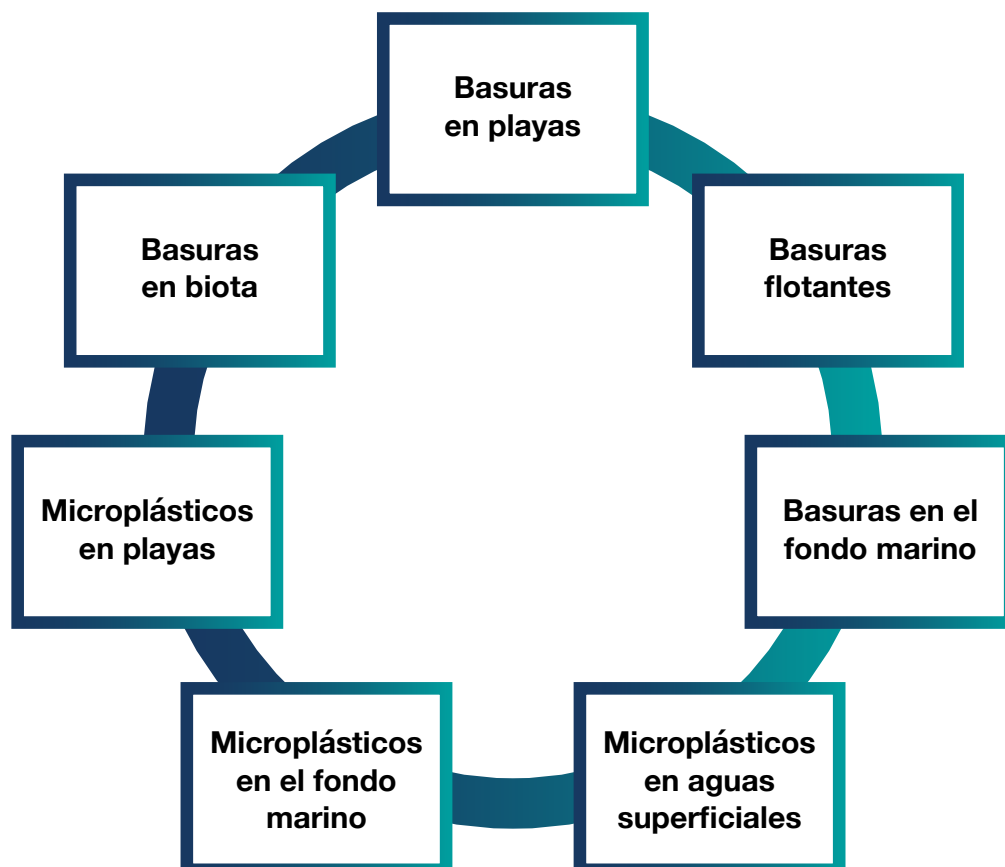 Basuras
en playas
Basuras
flotantes
Basuras en el
fondo marino
Microplásticos
en aguas
superficiales
Microplásticos
en el fondo
marino
Microplásticos
en playas
Basuras
en biota